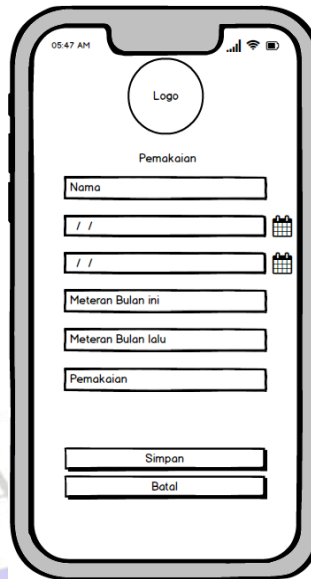 05:47 AM
Logo
Pemakaian
Nama
/ /
/ /
Meteran Bulan ini
Meteran Bulan lalu
Pemakaian
Simpan
Batal